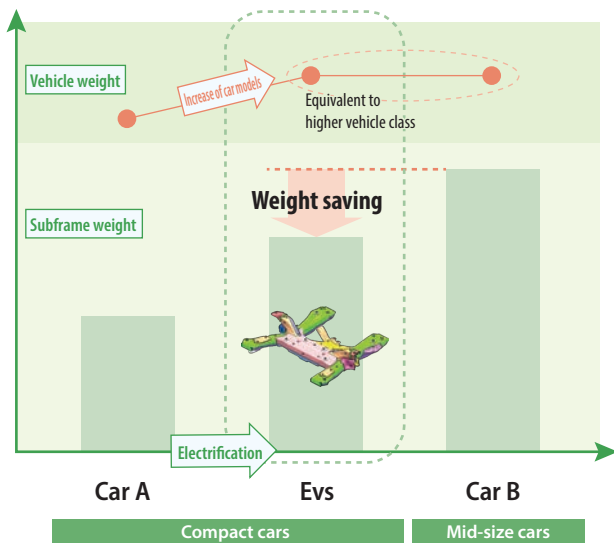 Vehicle weight
Increase of car models
Equivalent to
higher vehicle class
Weight saving
Subframe weight
Electrification
Car A
Evs
Car B
Compact cars
Mid-size cars